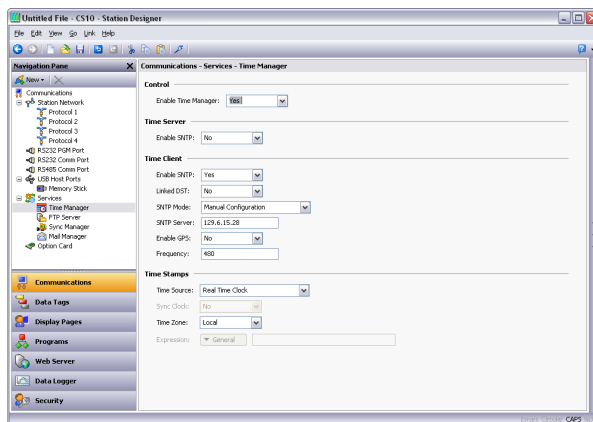 Untitled File - CS10 - Station Designer
File Edit View Go Link Help
Navigation Pane
New
Communications
Station Network
Protocol 1
Protocol 2
Protocol 3
Protocol 4
RS232 PGM Port
RS232 Comm Port
RS485 Comm Port
USB Host Ports
Memory Stick
Services
Time Manager
FTP Server
Sync Manager
Mail Manager
Option Card
Communications
Data Tags
Display Pages
Programs
Web Server
Data Logger
Security
Communications - Services - Time Manager
Control
Enable Time Manager: Yes
Time Server
Enable SNTP: No
Time Client
Enable SNTP: Yes
Linked DST: No
SNTP Mode: Manual Configuration
SNTP Server: 129.6.15.28
Enable GPS: No
Frequency: 480
Time Stamps
Time Source: Real Time Clock
Sync Clock: No
Time Zone: Local
Expression: General
Errors Circular CAPS